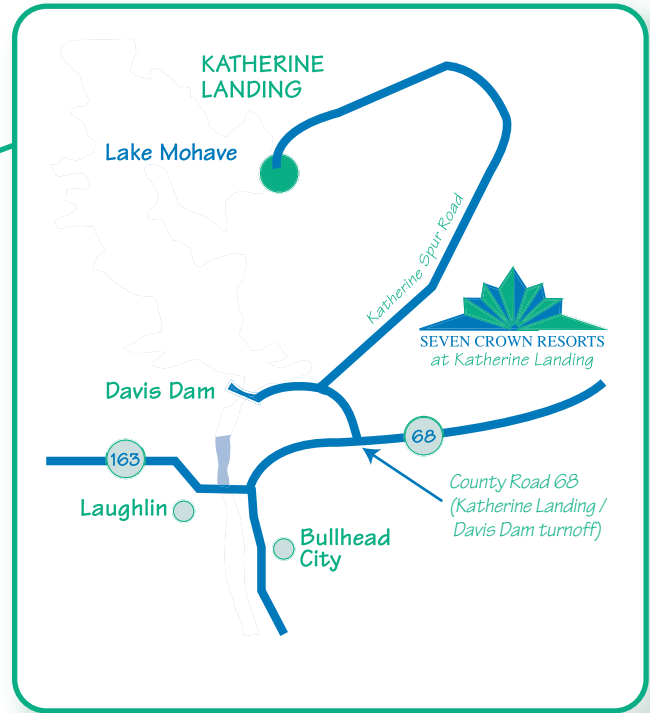 KATHERINE
LANDING
Lake Mohave
Katherine Spur Road
SEVEN CROWN RESORTS
at Katherine Landing
Davis Dam
68
163
County Road 68
(Katherine Landing /
Davis Dam turnoff)
Laughlin
Bullhead
City